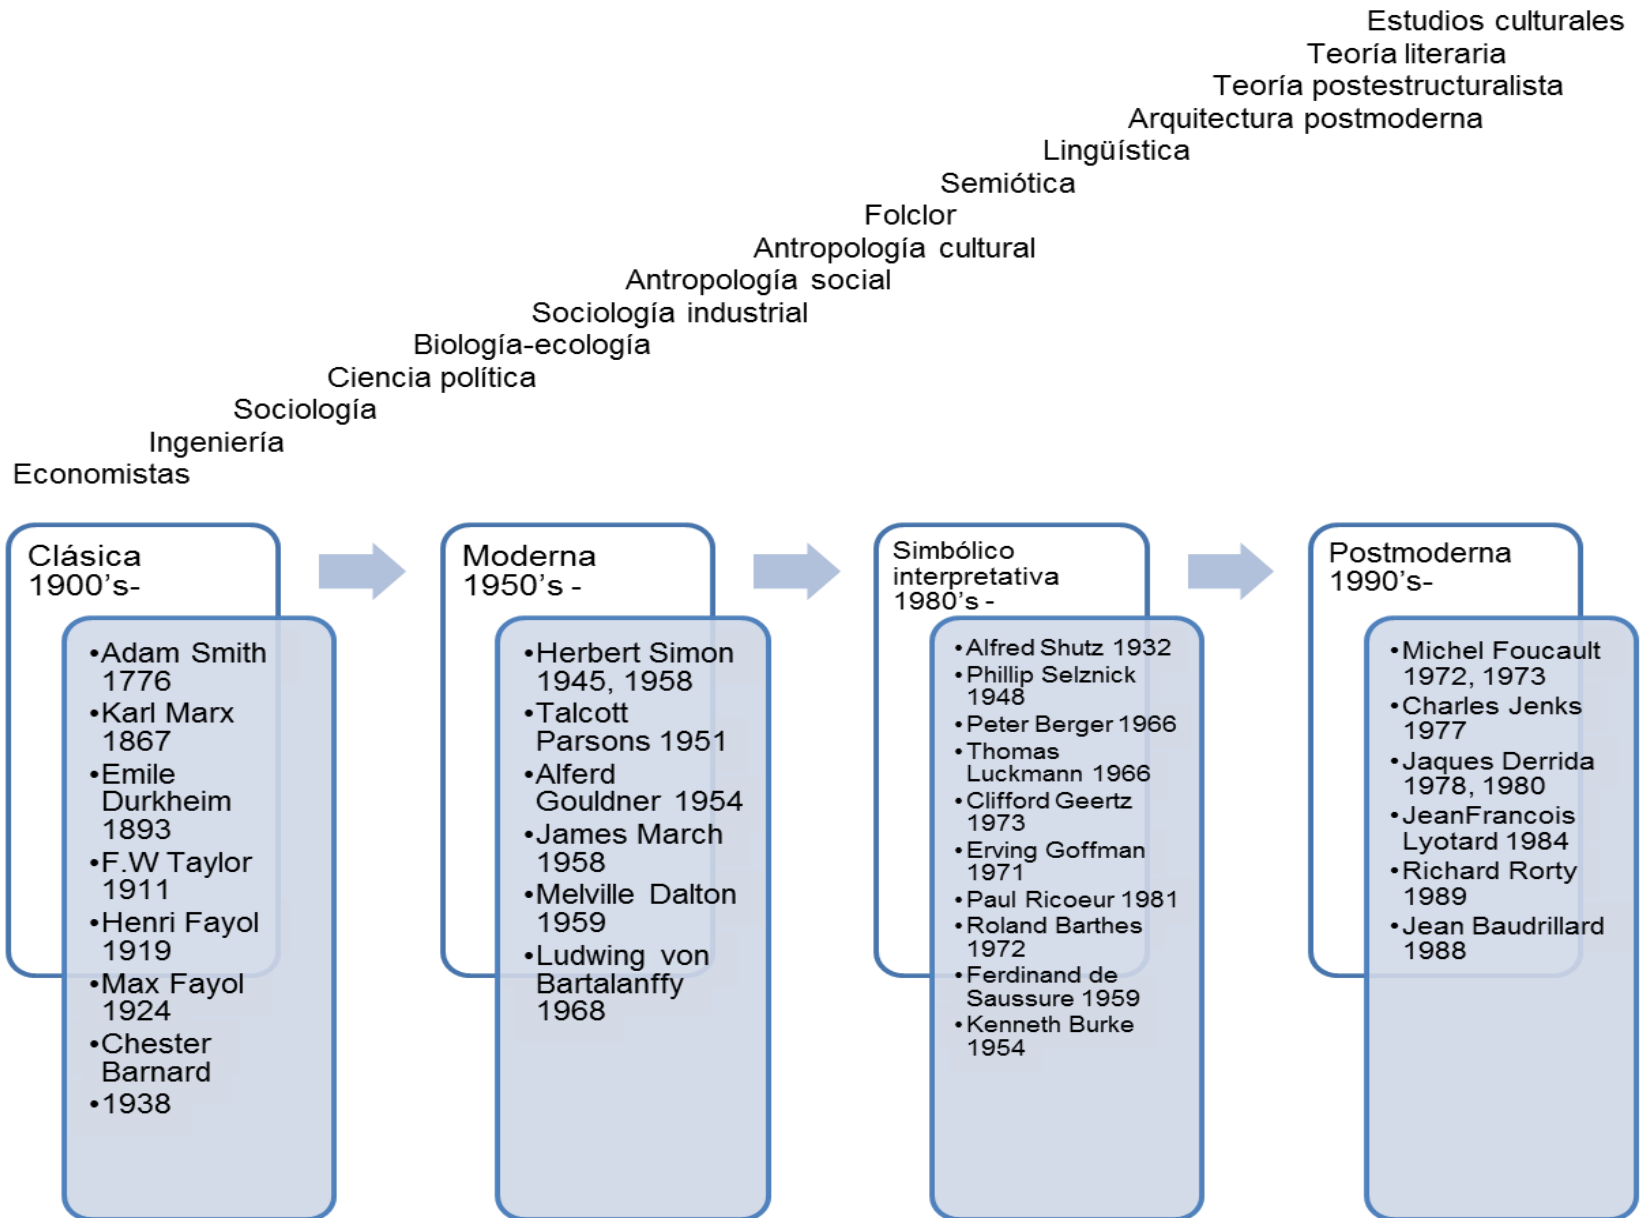 Estudios culturales
Teoría literaria
Teoría postestructuralista
Arquitectura postmoderna
Lingüística
Semiótica
Folclor
Antropología cultural
Antropología social
Sociología industrial
Biología-ecología
Ciencia política
Sociología
Ingeniería
Economistas
Clásica
1900's-
•Adam Smith
1776
•Karl Marx
1867
•Emile
Durkheim
1893
•F.W Taylor
1911
•Henri Fayol
1919
•Max Fayol
1924
•Chester
Barnard
•1938
Moderna
1950's -
•Herbert Simon
1945, 1958
•Talcott
Parsons 1951
•Alferd
Gouldner 1954
•James March
1958
•Melville Dalton
1959
•Ludwing von
Bartalanffy
1968
Simbólico
interpretativa
1980's -
•Alfred Shutz 1932
•Phillip Selznick
1948
•Peter Berger 1966
•Thomas
Luckmann 1966
•Clifford Geertz
1973
•Erving Goffman
1971
•Paul Ricoeur 1981
•Roland Barthes
1972
•Ferdinand de
Saussure 1959
•Kenneth Burke
1954
Postmoderna
1990's-
•Michel Foucault
1972, 1973
•Charles Jenks
1977
•Jaques Derrida
1978, 1980
•JeanFrancois
Lyotard 1984
•Richard Rorty
1989
•Jean Baudrillard
1988